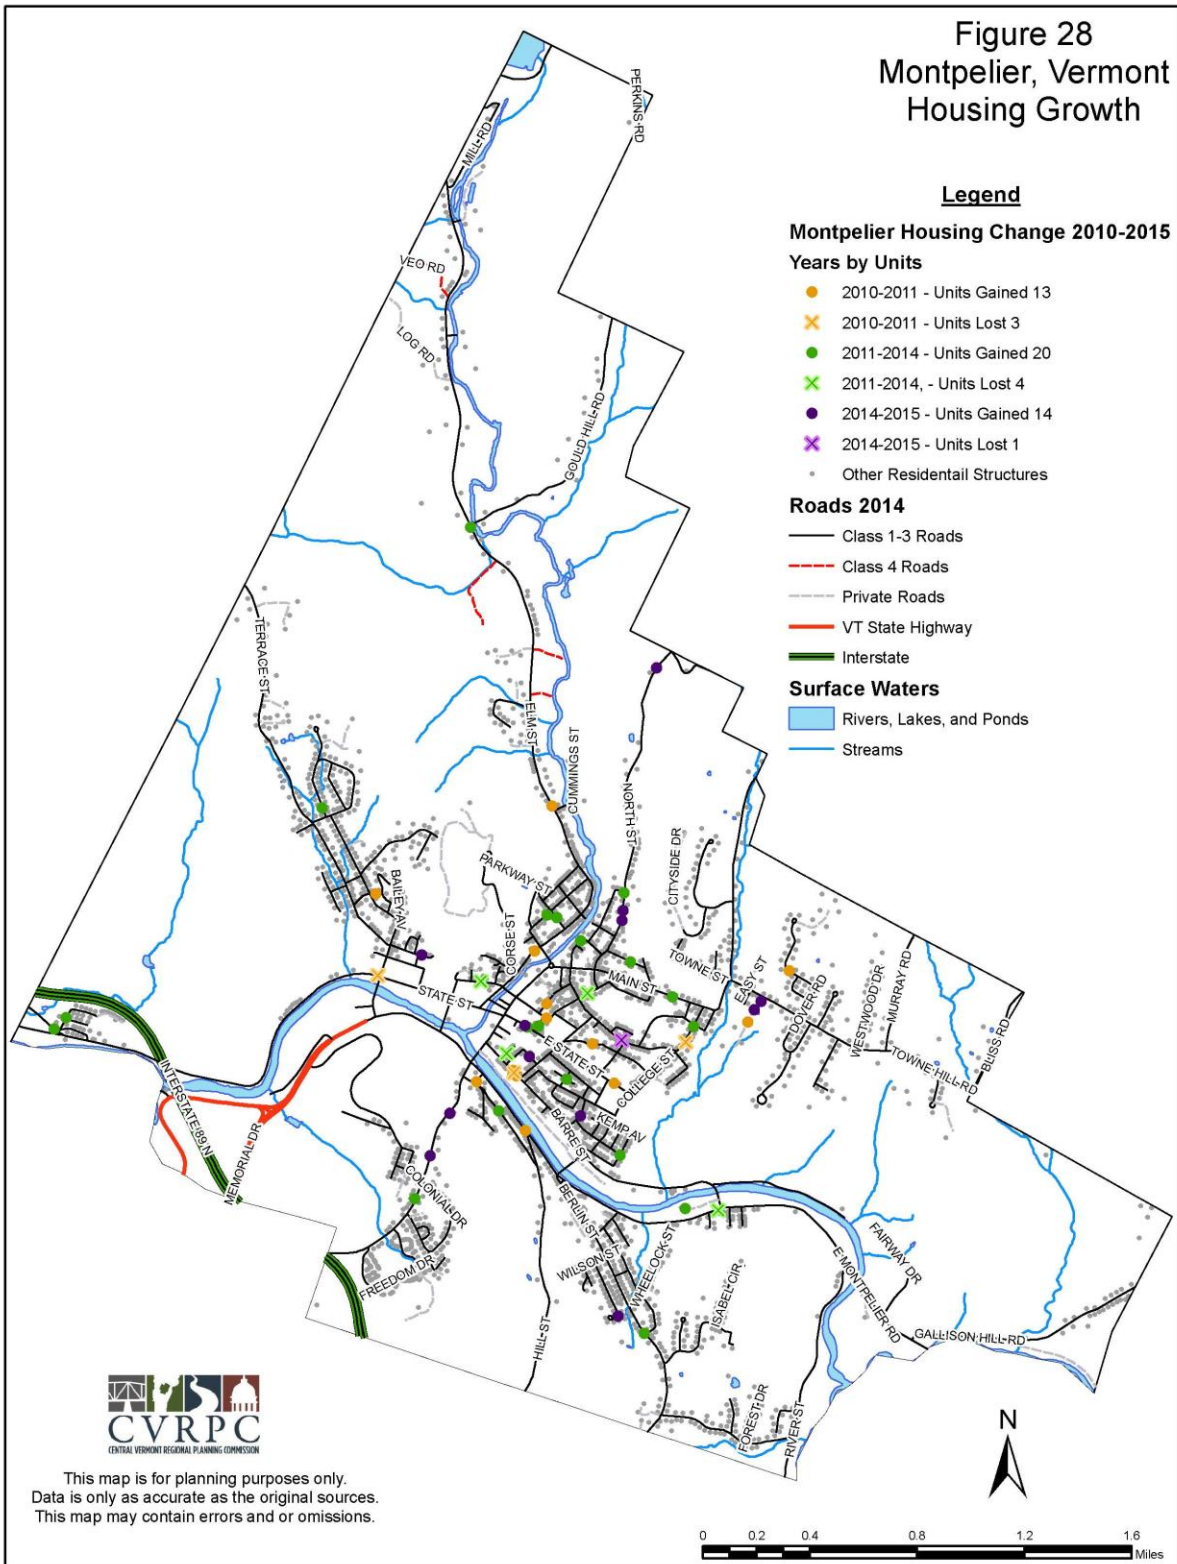 Figure 28
Montpelier, Vermont
Housing Growth
Legend
Montpelier Housing Change 2010-2015
Years by Units
2010-2011 - Units Gained 13
2010-2011 - Units Lost 3
2011-2014 - Units Gained 20
2011-2014, - Units Lost 4
2014-2015 - Units Gained 14
2014-2015 - Units Lost 1
Other Residentail Structures
Roads 2014
Class 1-3 Roads
Class 4 Roads
Private Roads
VT State Highway
Interstate
Surface Waters
Rivers, Lakes, and Ponds
Streams
PERKINS RD
MILL RD
VEO RD
LOG RD
GOULD HILL RD
TERRACE ST
ELM ST
CUMMINGS ST
NORTH ST
CITYSIDE DR
PARKWAY ST
BAILEY AV
CORSE ST
STATE ST
MAIN ST
TOWNE ST
EASY ST
DOVER RD
WESTWOOD DR
MURRAY RD
BLISS RD
TOWNE HILL RD
E STATE ST
COLLEGE ST
KEMP AV
BARRE ST
INTERSTATE 89 N
MEMORIAL DR
COLONIAL DR
FREEDOM DR
BERLIN ST
WILSON ST
WHEELOCK ST
ISABEL CIR
HILL ST
FAIRWAY DR
E MONTPELIER RD
GALLISON HILL RD
FOREST DR
RIVER ST
CVRPC
CENTRAL VERMONT REGIONAL PLANNING COMMISSION
This map is for planning purposes only.
Data is only as accurate as the original sources.
This map may contain errors and or omissions.
N
0 0.2 0.4 0.8 1.2 1.6
Miles